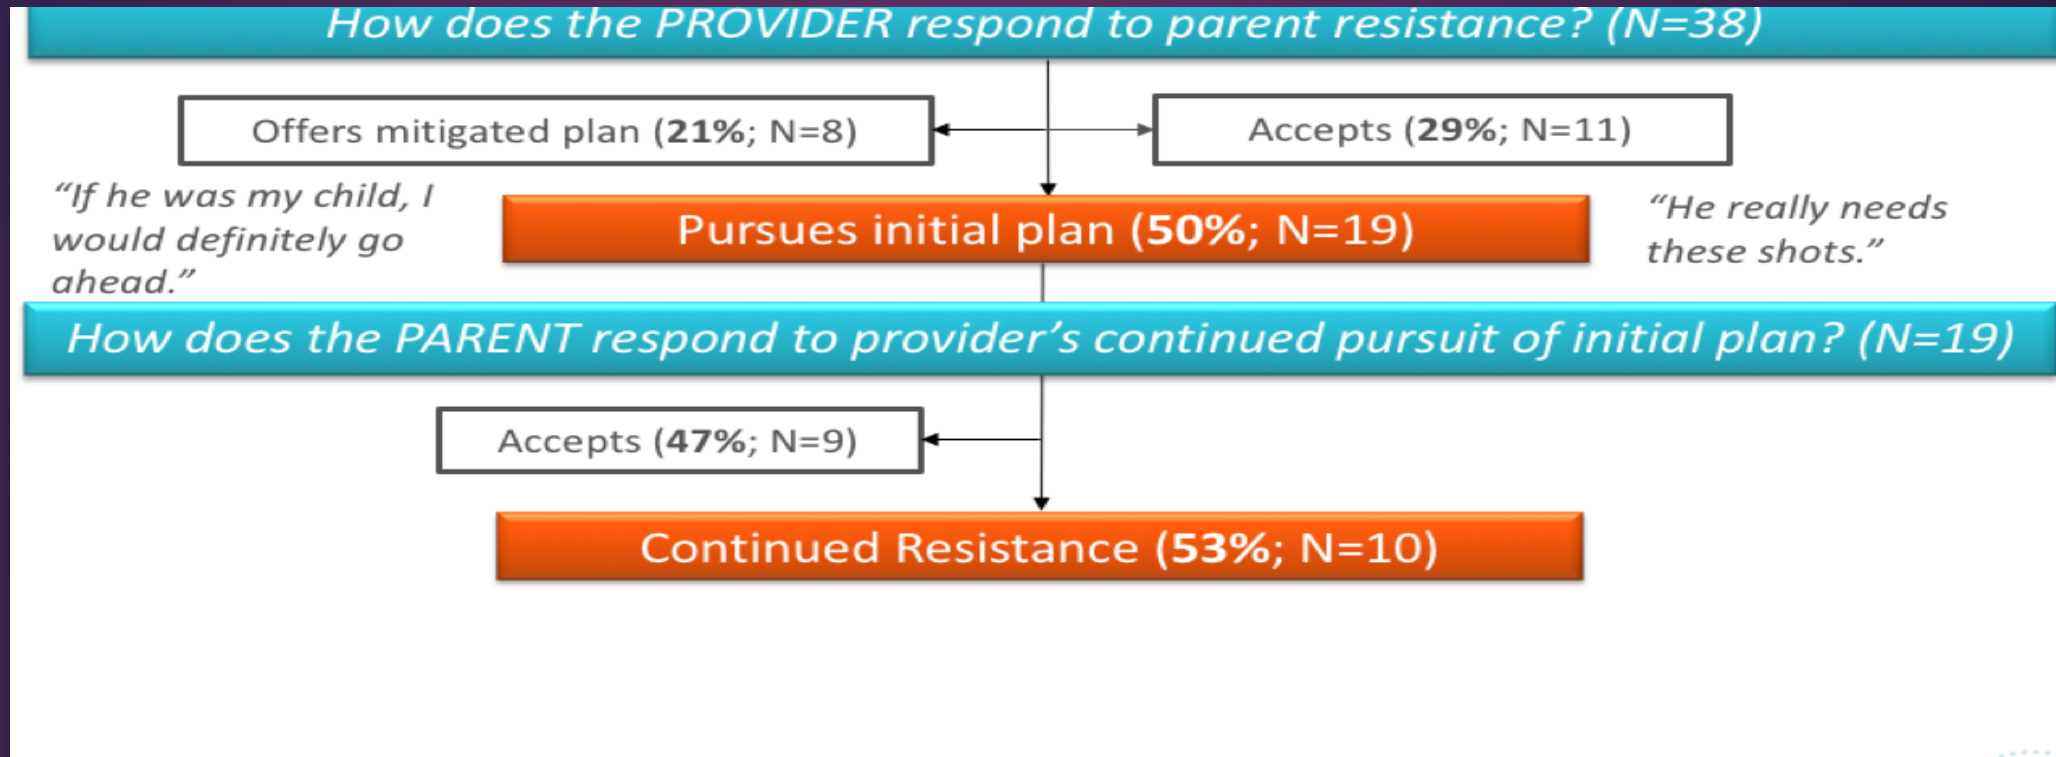 How does the PROVIDER respond to parent resistance? (N=38)
Offers mitigated plan (21%; N=8)
Accepts (29%; N=11)
“If he was my child, I
would definitely go
ahead.”
Pursues initial plan (50%; N=19)
“He really needs
these shots.”
How does the PARENT respond to provider’s continued pursuit of initial plan? (N=19)
Accepts (47%; N=9)
Continued Resistance (53%; N=10)